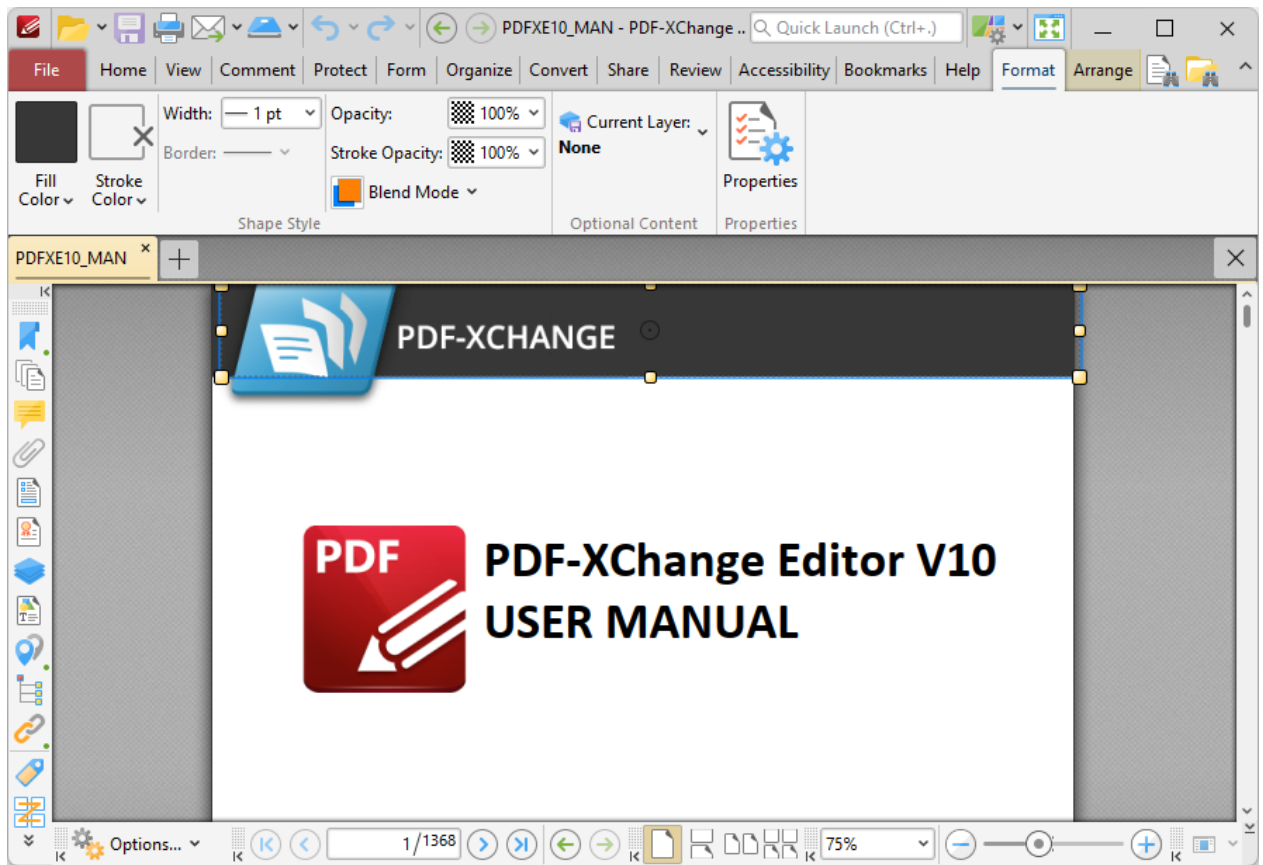 PDFXE10_MAN - PDF-XChange ..
Quick Launch (Ctrl+.)
File Home View Comment Protect Form Organize Convert Share Review Accessibility Bookmarks Help Format Arrange
Width: 1 pt Opacity: 100% Current Layer:
Border: Stroke Opacity: 100% None
Fill Color Stroke Color Blend Mode Properties
Shape Style Optional Content Properties
PDFXE10_MAN
PDF-XCHANGE
PDF
PDF-XChange Editor V10
USER MANUAL
Options... 1/1368 75%